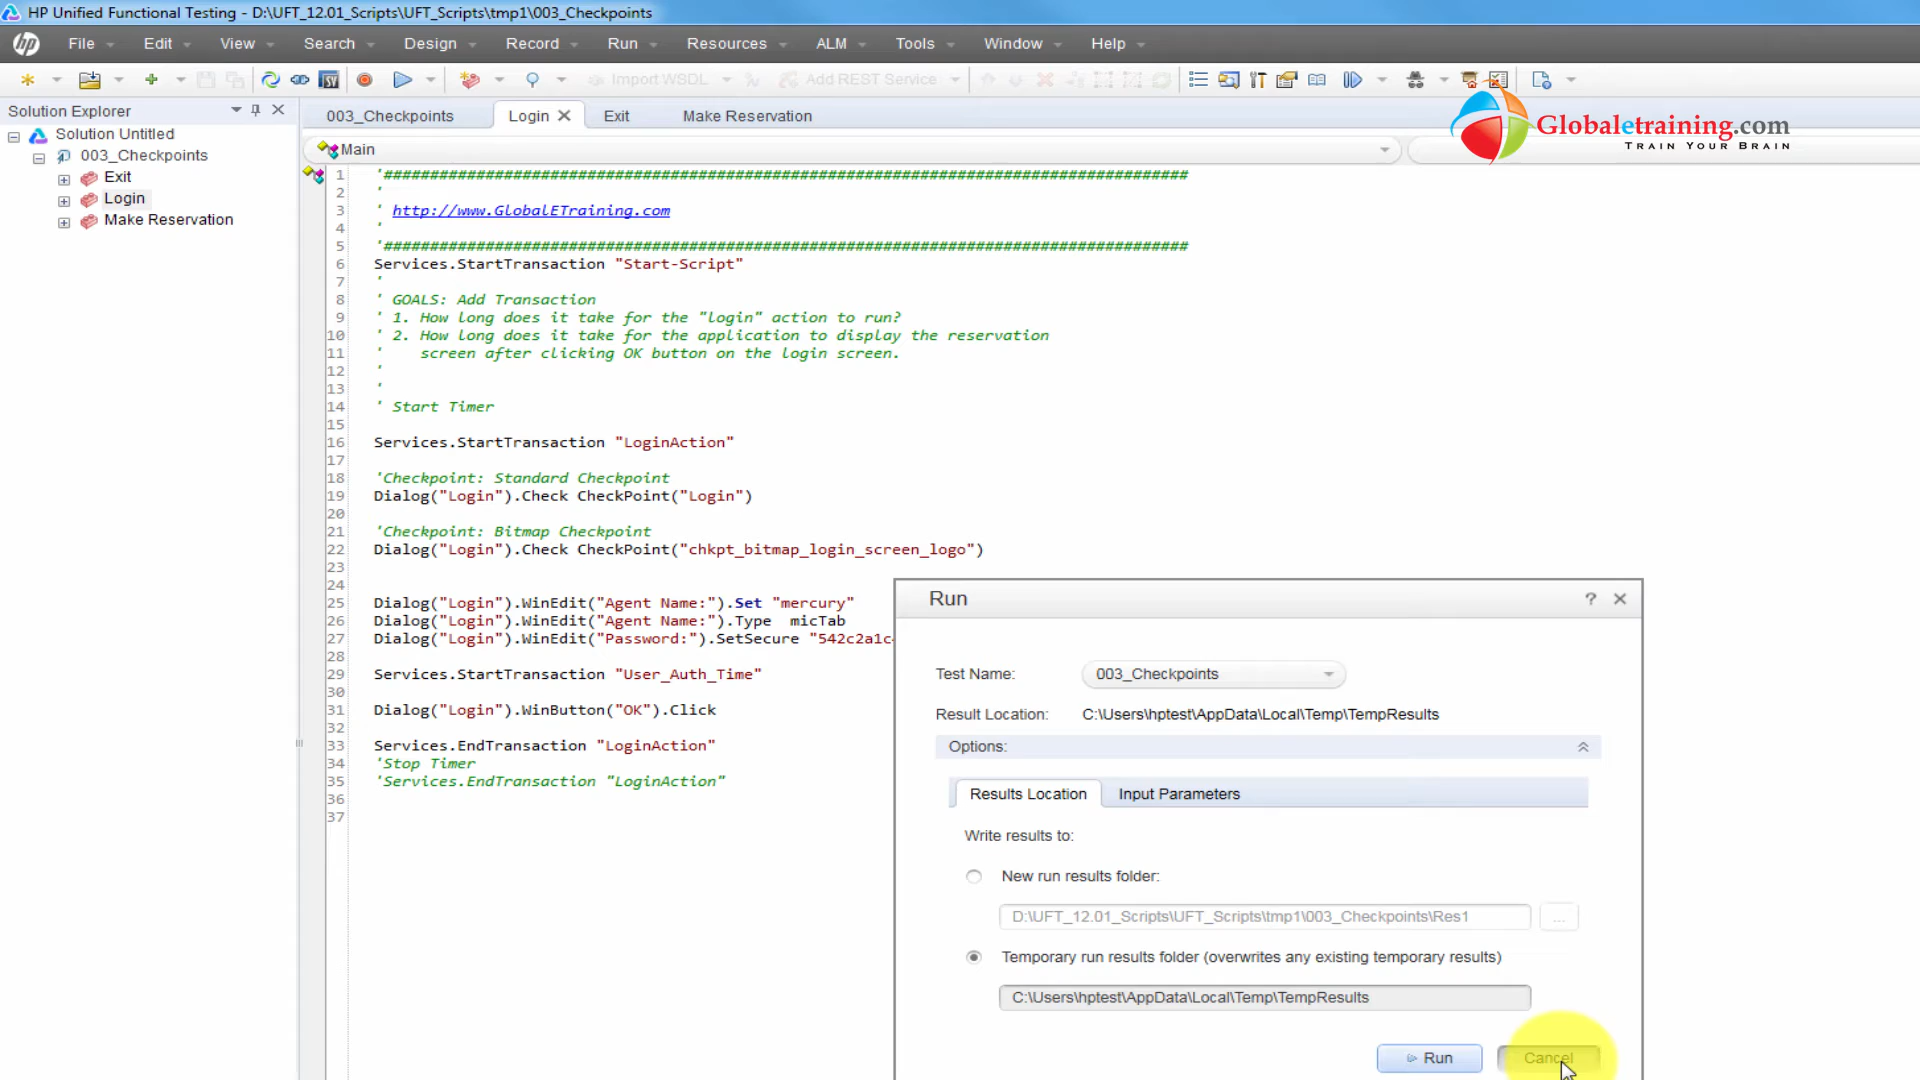 HP Unified Functional Testing - D:\UFT_12.01_Scripts\UFT_Scripts\tmp1\003_Checkpoints
hp File Edit View Search Design Record Run Resources ALM Tools Window Help
SV Import WSDL Add REST Service
Solution Explorer
003_Checkpoints Login Exit Make Reservation
Globaletraining.com
TRAIN YOUR BRAIN
Solution Untitled
003_Checkpoints
Exit
Login
Make Reservation
Main
1 '#######################################################################################
2 '
3 ' http://www.GlobalETraining.com
4 '
5 '#######################################################################################
6 Services.StartTransaction "Start-Script"
7 '
8 ' GOALS: Add Transaction
9 ' 1. How long does it take for the "login" action to run?
10 ' 2. How long does it take for the application to display the reservation
11 ' screen after clicking OK button on the login screen.
12 '
13 '
14 ' Start Timer
15
16 Services.StartTransaction "LoginAction"
17
18 'Checkpoint: Standard Checkpoint
19 Dialog("Login").Check CheckPoint("Login")
20
21 'Checkpoint: Bitmap Checkpoint
22 Dialog("Login").Check CheckPoint("chkpt_bitmap_login_screen_logo")
23
24
25 Dialog("Login").WinEdit("Agent Name:").Set "mercury"
26 Dialog("Login").WinEdit("Agent Name:").Type micTab
27 Dialog("Login").WinEdit("Password:").SetSecure "542c2a1c
28
29 Services.StartTransaction "User_Auth_Time"
30
31 Dialog("Login").WinButton("OK").Click
32
33 Services.EndTransaction "LoginAction"
34 'Stop Timer
35 'Services.EndTransaction "LoginAction"
36
37
Run ?
Test Name: 003_Checkpoints
Result Location: C:\Users\hptest\AppData\Local\Temp\TempResults
Options:
Results Location Input Parameters
Write results to:
New run results folder:
D:\UFT_12.01_Scripts\UFT_Scripts\tmp1\003_Checkpoints\Res1 ...
Temporary run results folder (overwrites any existing temporary results)
C:\Users\hptest\AppData\Local\Temp\TempResults
Run Cancel